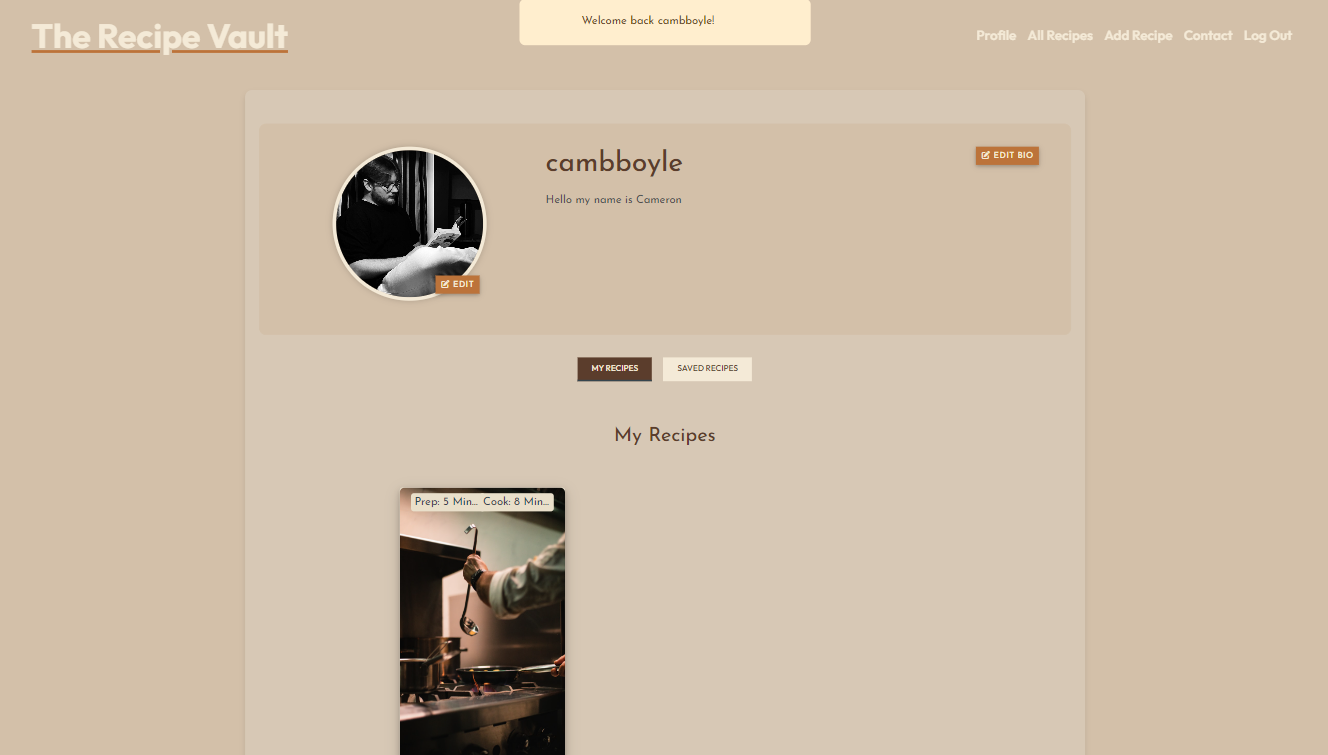 The Recipe Vault
Welcome back cambboyle!
Profile All Recipes Add Recipe Contact Log Out
cambboyle
EDIT BIO
Hello my name is Cameron
EDIT
MY RECIPES SAVED RECIPES
My Recipes
Prep: 5 Min... Cook: 8 Min...